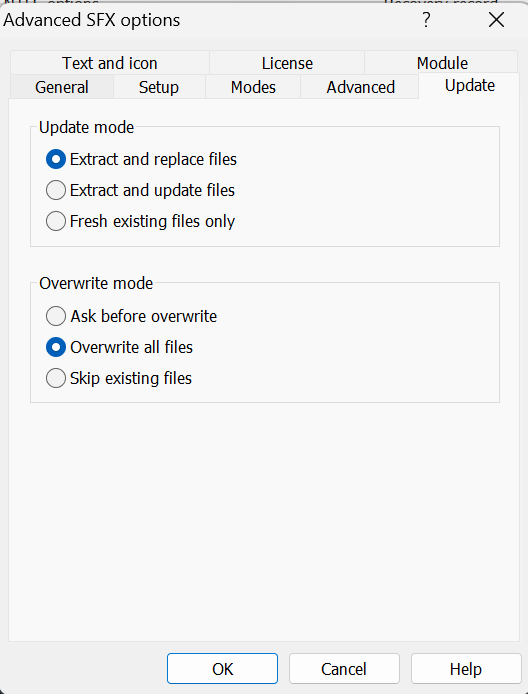 Advanced SFX options
?
Text and icon
License
Module
General
Setup
Modes
Advanced
Update
Update mode
Extract and replace files
Extract and update files
Fresh existing files only
Overwrite mode
Ask before overwrite
Overwrite all files
Skip existing files
OK
Cancel
Help